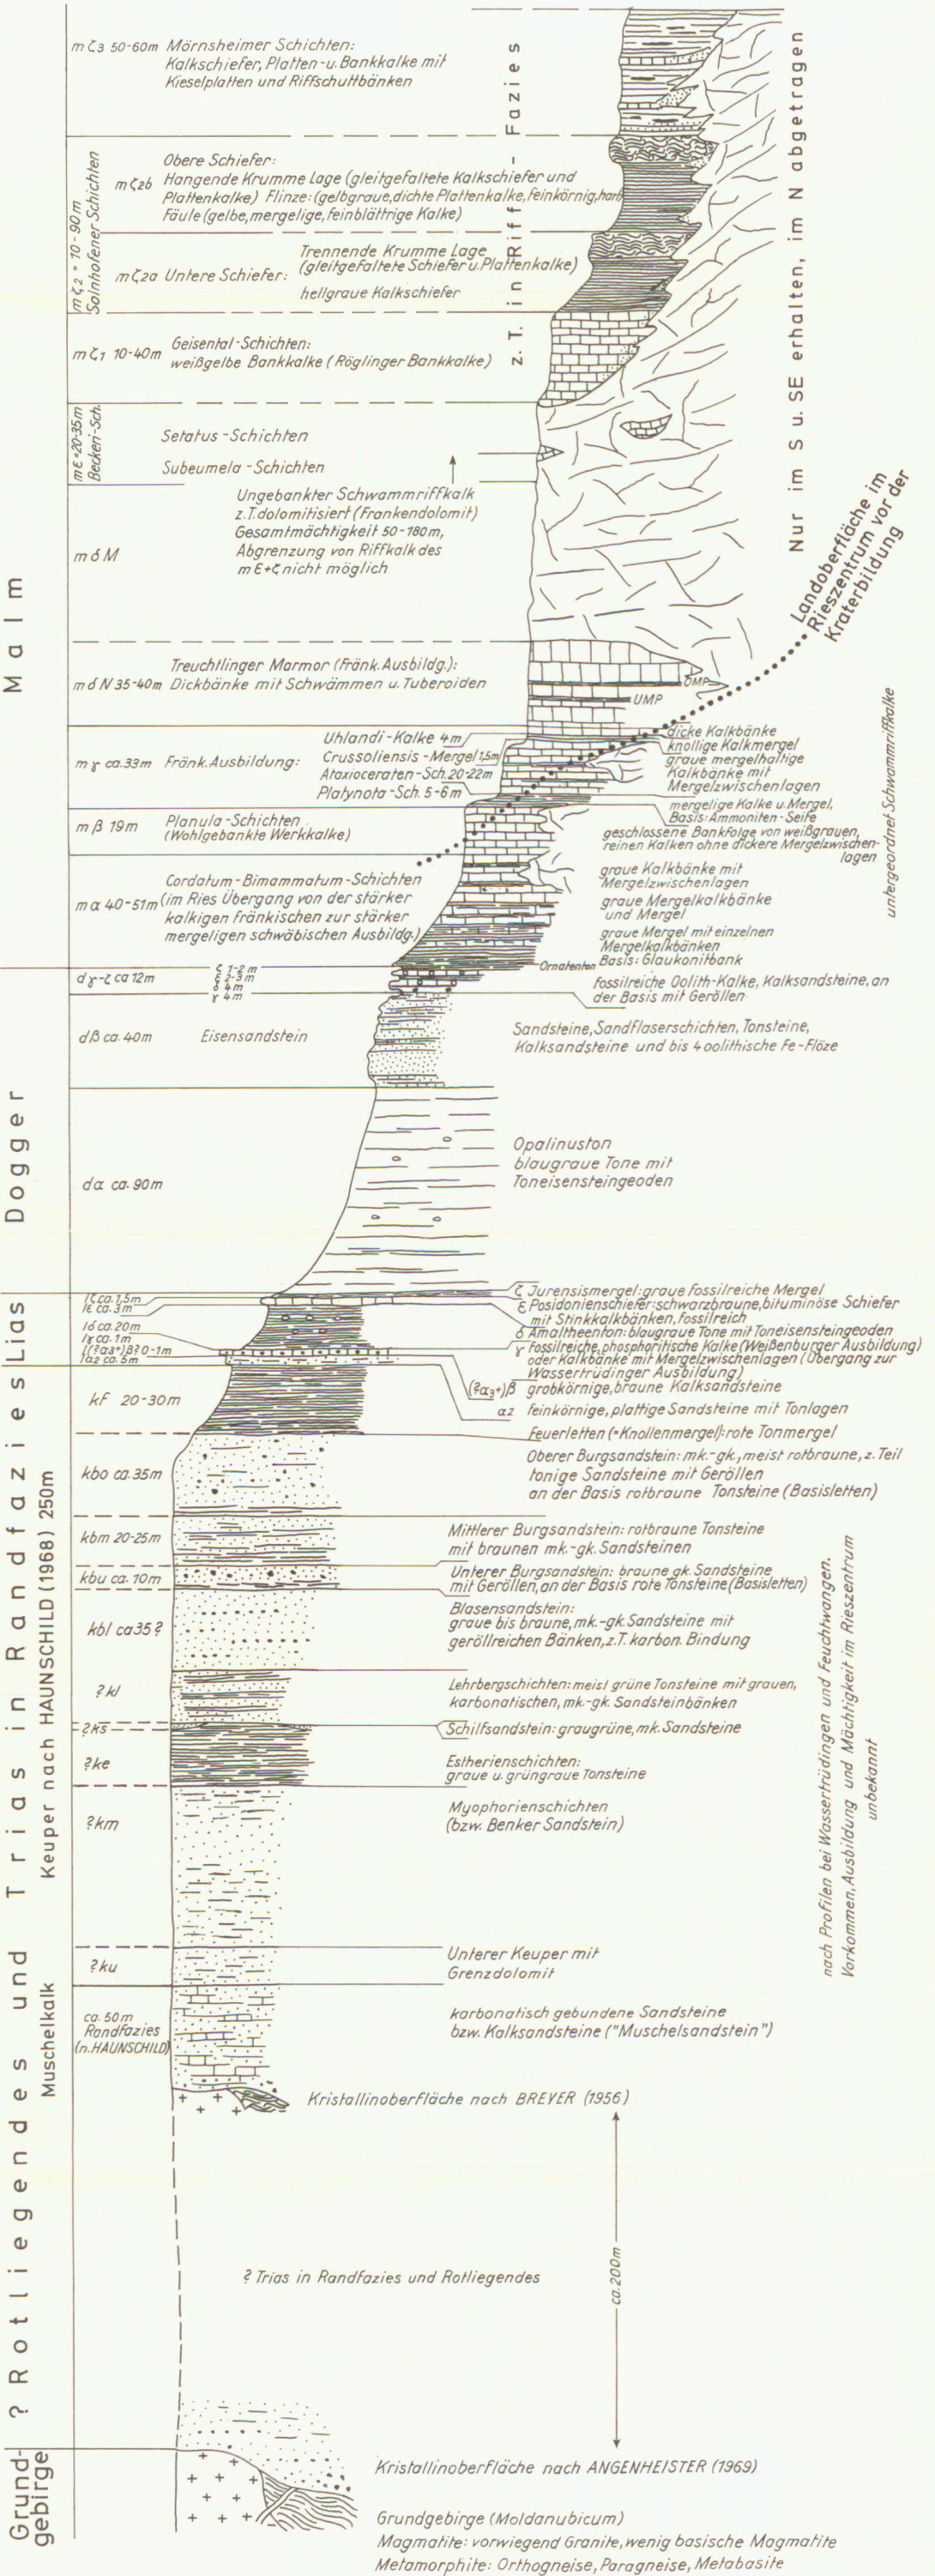 Malm
Dogger
Lias
? Rotliegendes und Trias in Randfazies
Grund-
gebirge
Keuper nach HAUNSCHILD (1968) 250m
Muschelkalk
mζ3 50-60m Mörnsheimer Schichten:
Kalkschiefer, Platten-u. Bankkalke mit
Kieselplatten und Riffschuttbänken
mζ2 = 10-90m
Solnhofener Schichten
Obere Schiefer:
mζ2b Hangende Krumme Lage (gleitgefaltete Kalkschiefer und
Plattenkalke) Flinze: (gelbgraue, dichte Plattenkalke, feinkörnig, hart)
Fäule (gelbe, mergelige, feinblättrige Kalke)
Trennende Krumme Lage
mζ2a Untere Schiefer: (gleitgefaltete Schiefer u. Plattenkalke)
hellgraue Kalkschiefer
mζ1 10-40m Geisental-Schichten:
weißgelbe Bankkalke (Röglinger Bankkalke)
mε=20-35m
Beckeri-Sch.
Setatus-Schichten
Subeumela-Schichten
Ungebankter Schwammriffkalk
z.T. dolomitisiert (Frankendolomit)
Gesamtmächtigkeit 50-180m,
mδM Abgrenzung von Riffkalk des
mε+ζ nicht möglich
z. T. in Riff-Fazies
Nur im S u. SE erhalten, im N abgetragen
Landoberfläche im
Rieszentrum vor der
Kraterbildung
Treuchtlinger Marmor (Fränk. Ausbildg.):
mδN 35-40m Dickbänke mit Schwämmen u. Tuberoiden
OMP
UMP
untergeordnet Schwammriffkalke
mγ ca. 33m Fränk. Ausbildung:
Uhlandi-Kalke 4m
Crussoliensis-Mergel 1,5m
Ataxioceraten-Sch. 20-22m
Platynota-Sch. 5-6m
dicke Kalkbänke
knollige Kalkmergel
graue mergelhaltige
Kalkbänke mit
Mergelzwischenlagen
mergelige Kalke u. Mergel,
Basis: Ammoniten-Seife
mβ 19m Planula-Schichten
(Wohlgebankte Werkkalke)
geschlossene Bankfolge von weißgrauen,
reinen Kalken ohne dickere Mergelzwischen-
lagen
Cordatum-Bimammatum-Schichten
mα 40-51m (im Ries Übergang von der stärker
kalkigen fränkischen zur stärker
mergeligen schwäbischen Ausbildg.)
graue Kalkbänke mit
Mergelzwischenlagen
graue Mergelkalkbänke
und Mergel
graue Mergel mit einzelnen
Mergelkalkbänken
Ornatenton Basis: Glaukonitbank
dγ-ζ ca 12m
ζ 1-2m
ε 2-3m
δ 4m
γ 4m
fossilreiche Oolith-Kalke, Kalksandsteine, an
der Basis mit Geröllen
dβ ca. 40m Eisensandstein
Sandsteine, Sandflaserschichten, Tonsteine,
Kalksandsteine und bis 4 oolithische Fe-Flöze
dα ca. 90m
Opalinuston
blaugraue Tone mit
Toneisensteingeoden
lζ ca. 1,5m
lε ca. 3m
lδ ca. 20m
lγ ca. 1m
l(?α3+)β? 0-1m
lα2 ca. 5m
ζ Jurensismergel: graue fossilreiche Mergel
ε Posidonienschiefer: schwarzbraune, bituminöse Schiefer
mit Stinkkalkbänken, fossilreich
δ Amaltheenton: blaugraue Tone mit Toneisensteingeoden
γ fossilreiche, phosphoritische Kalke (Weißenburger Ausbildung)
oder Kalkbänke mit Mergelzwischenlagen (Übergang zur
Wassertrüdinger Ausbildung)
(?α3+)β grobkörnige, braune Kalksandsteine
α2 feinkörnige, plattige Sandsteine mit Tonlagen
kf 20-30m
Feuerletten (=Knollenmergel): rote Tonmergel
kbo ca. 35m
Oberer Burgsandstein: mk.-gk., meist rotbraune, z. Teil
tonige Sandsteine mit Geröllen
an der Basis rotbraune Tonsteine (Basisletten)
kbm 20-25m
Mittlerer Burgsandstein: rotbraune Tonsteine
mit braunen mk.-gk. Sandsteinen
kbu ca. 10m
Unterer Burgsandstein: braune gk. Sandsteine
mit Geröllen, an der Basis rote Tonsteine (Basisletten)
kbl ca 35?
Blasensandstein:
graue bis braune, mk.-gk. Sandsteine mit
geröllreichen Bänken, z.T. karbon. Bindung
?kl
Lehrbergschichten: meist grüne Tonsteine mit grauen,
karbonatischen, mk.-gk. Sandsteinbänken
?ks
Schilfsandstein: graugrüne, mk. Sandsteine
?ke
Estherienschichten:
graue u. grüngraue Tonsteine
?km
Myophorienschichten
(bzw. Benker Sandstein)
nach Profilen bei Wassertrüdingen und Feuchtwangen.
Vorkommen, Ausbildung und Mächtigkeit im Rieszentrum
unbekannt
?ku
Unterer Keuper mit
Grenzdolomit
ca. 50m
Randfazies
(n. HAUNSCHILD)
karbonatisch gebundene Sandsteine
bzw. Kalksandsteine ("Muschelsandstein")
Kristallinoberfläche nach BREYER (1956)
ca. 200m
? Trias in Randfazies und Rotliegendes
Kristallinoberfläche nach ANGENHEISTER (1969)
Grundgebirge (Moldanubicum)
Magmatite: vorwiegend Granite, wenig basische Magmatite
Metamorphite: Orthogneise, Paragneise, Metabasite